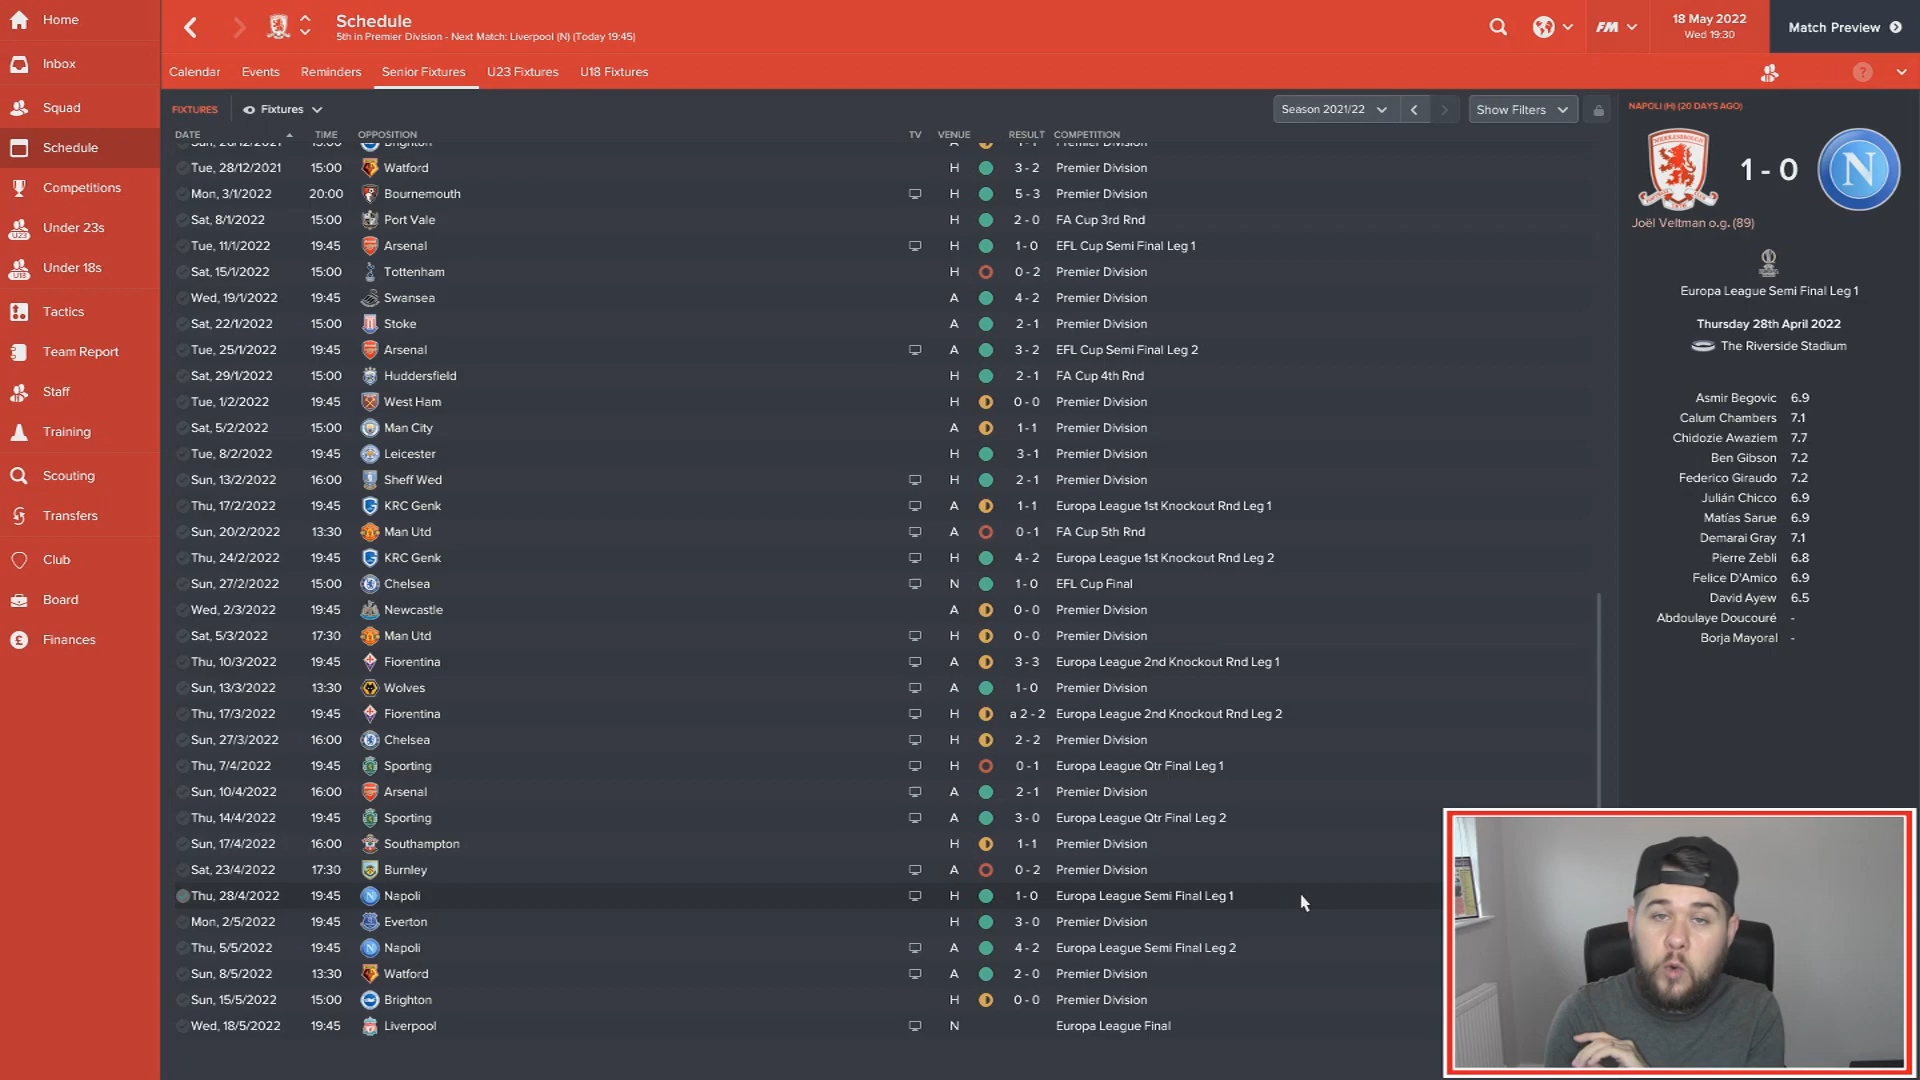 Home
Inbox
Squad
Schedule
Competitions
Under 23s
Under 18s
Tactics
Team Report
Staff
Training
Scouting
Transfers
Club
Board
Finances
Schedule
5th in Premier Division - Next Match: Liverpool (N) (Today 19:45)
FM
18 May 2022
Wed 19:30
Match Preview
Calendar Events Reminders Senior Fixtures U23 Fixtures U18 Fixtures
FIXTURES Fixtures Season 2021/22 Show Filters
DATE TIME OPPOSITION TV VENUE RESULT COMPETITION
Sun, 26/12/2021 15:00 Brighton A 1-1 Premier Division
Tue, 28/12/2021 15:00 Watford H 3 - 2 Premier Division
Mon, 3/1/2022 20:00 Bournemouth H 5 - 3 Premier Division
Sat, 8/1/2022 15:00 Port Vale H 2 - 0 FA Cup 3rd Rnd
Tue, 11/1/2022 19:45 Arsenal H 1 - 0 EFL Cup Semi Final Leg 1
Sat, 15/1/2022 15:00 Tottenham H 0 - 2 Premier Division
Wed, 19/1/2022 19:45 Swansea A 4 - 2 Premier Division
Sat, 22/1/2022 15:00 Stoke A 2 - 1 Premier Division
Tue, 25/1/2022 19:45 Arsenal A 3 - 2 EFL Cup Semi Final Leg 2
Sat, 29/1/2022 15:00 Huddersfield H 2 - 1 FA Cup 4th Rnd
Tue, 1/2/2022 19:45 West Ham H 0 - 0 Premier Division
Sat, 5/2/2022 15:00 Man City A 1 - 1 Premier Division
Tue, 8/2/2022 19:45 Leicester H 3 - 1 Premier Division
Sun, 13/2/2022 16:00 Sheff Wed H 2 - 1 Premier Division
Thu, 17/2/2022 19:45 KRC Genk A 1 - 1 Europa League 1st Knockout Rnd Leg 1
Sun, 20/2/2022 13:30 Man Utd A 0 - 1 FA Cup 5th Rnd
Thu, 24/2/2022 19:45 KRC Genk H 4 - 2 Europa League 1st Knockout Rnd Leg 2
Sun, 27/2/2022 15:00 Chelsea N 1 - 0 EFL Cup Final
Wed, 2/3/2022 19:45 Newcastle A 0 - 0 Premier Division
Sat, 5/3/2022 17:30 Man Utd H 0 - 0 Premier Division
Thu, 10/3/2022 19:45 Fiorentina A 3 - 3 Europa League 2nd Knockout Rnd Leg 1
Sun, 13/3/2022 13:30 Wolves A 1 - 0 Premier Division
Thu, 17/3/2022 19:45 Fiorentina H a 2 - 2 Europa League 2nd Knockout Rnd Leg 2
Sun, 27/3/2022 16:00 Chelsea H 2 - 2 Premier Division
Thu, 7/4/2022 19:45 Sporting H 0 - 1 Europa League Qtr Final Leg 1
Sun, 10/4/2022 16:00 Arsenal A 2 - 1 Premier Division
Thu, 14/4/2022 19:45 Sporting A 3 - 0 Europa League Qtr Final Leg 2
Sun, 17/4/2022 16:00 Southampton H 1 - 1 Premier Division
Sat, 23/4/2022 17:30 Burnley A 0 - 2 Premier Division
Thu, 28/4/2022 19:45 Napoli H 1 - 0 Europa League Semi Final Leg 1
Mon, 2/5/2022 19:45 Everton H 3 - 0 Premier Division
Thu, 5/5/2022 19:45 Napoli A 4 - 2 Europa League Semi Final Leg 2
Sun, 8/5/2022 13:30 Watford A 2 - 0 Premier Division
Sun, 15/5/2022 15:00 Brighton H 0 - 0 Premier Division
Wed, 18/5/2022 19:45 Liverpool N Europa League Final
NAPOLI (H) (20 DAYS AGO)
1 - 0
N
Joël Veltman o.g. (89)
Europa League Semi Final Leg 1
Thursday 28th April 2022
The Riverside Stadium
Asmir Begovic 6.9
Calum Chambers 7.1
Chidozie Awaziem 7.7
Ben Gibson 7.2
Federico Giraudo 7.2
Julián Chicco 6.9
Matías Sarue 6.9
Demarai Gray 7.1
Pierre Zebli 6.8
Felice D'Amico 6.9
David Ayew 6.5
Abdoulaye Doucouré -
Borja Mayoral -